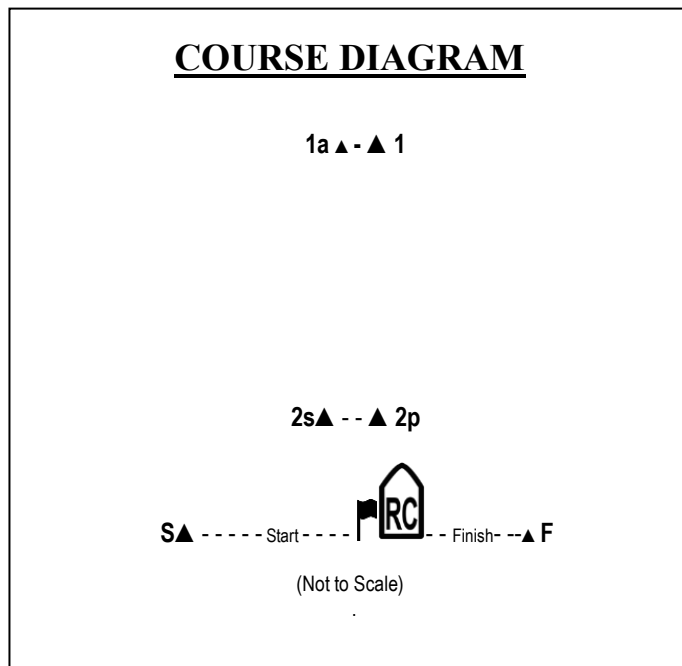 COURSE DIAGRAM
1a ▲ - ▲ 1
2s▲ - - ▲ 2p
RC
S▲ - - - - - Start - - - - - - Finish- --▲ F
(Not to Scale)
.